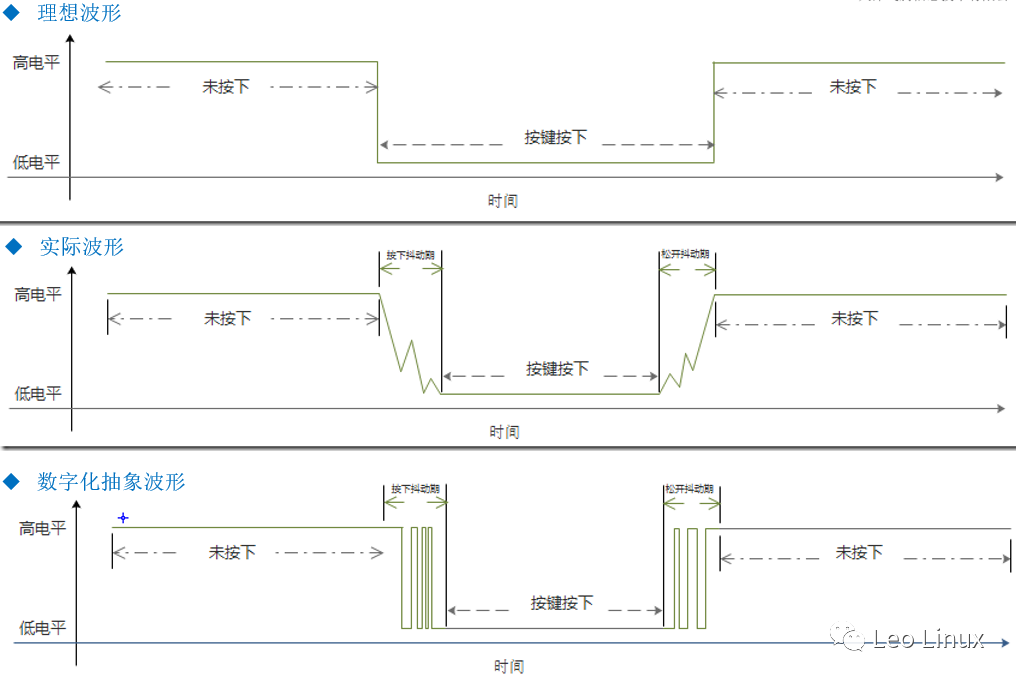 理想波形
高电平
未按下
未按下
按键按下
低电平
时间
实际波形
按下抖动期
松开抖动期
高电平
未按下
未按下
按键按下
低电平
时间
数字化抽象波形
按下抖动期
松开抖动期
高电平
未按下
未按下
按键按下
低电平
Leo Linux
时间